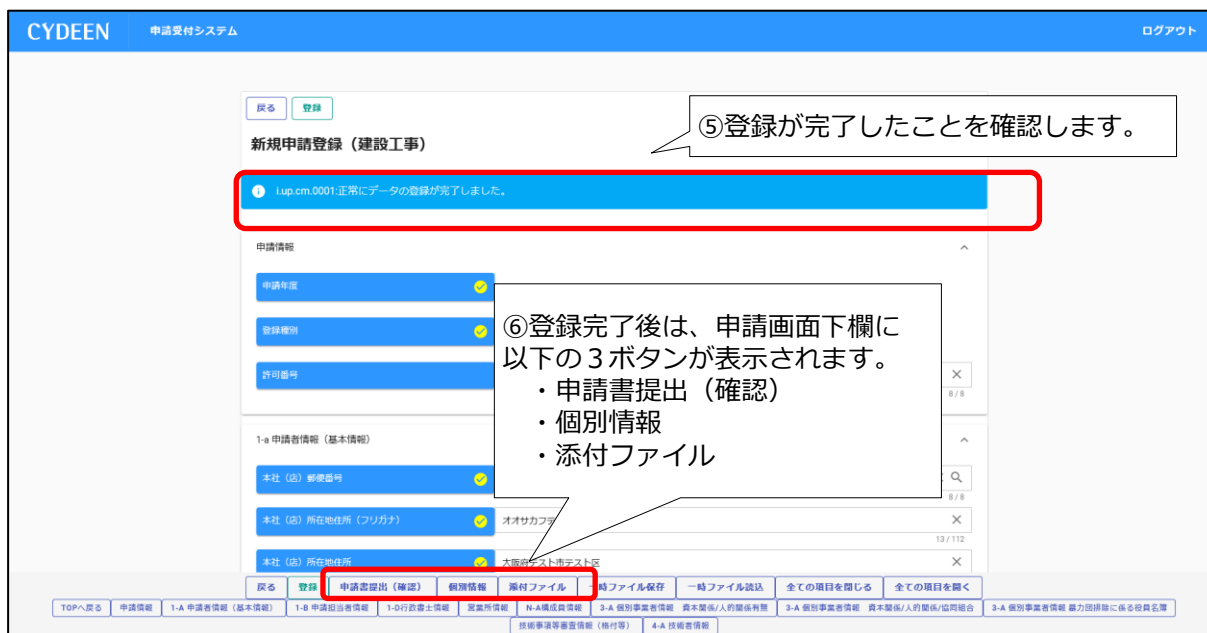 CYDEEN 申請受付システム ログアウト
戻る 登録
新規申請登録（建設工事）
⑤登録が完了したことを確認します。
i.up.cm.0001:正常にデータの登録が完了しました。
申請情報
申請年度
登録種別
許可番号
8 / 8
⑥登録完了後は、申請画面下欄に
以下の３ボタンが表示されます。
・申請書提出（確認）
・個別情報
・添付ファイル
1-a 申請者情報（基本情報）
本社（店）郵便番号
8 / 8
本社（店）所在地住所（フリガナ） オオサカフテ
13 / 112
本社（店）所在地住所 大阪府テスト市テスト区
戻る 登録 申請書提出（確認） 個別情報 添付ファイル 一時ファイル保存 一時ファイル読込 全ての項目を閉じる 全ての項目を開く
TOPへ戻る 申請情報 1-A 申請者情報（基本情報） 1-B 申請担当者情報 1-D行政書士情報 営業所情報 N-A構成員情報 3-A 個別事業者情報 資本関係/人的関係有無 3-A 個別事業者情報 資本関係/人的関係/協同組合 3-A 個別事業者情報 暴力団排除に係る役員名簿
技術事項等審査情報（格付等） 4-A 技術者情報